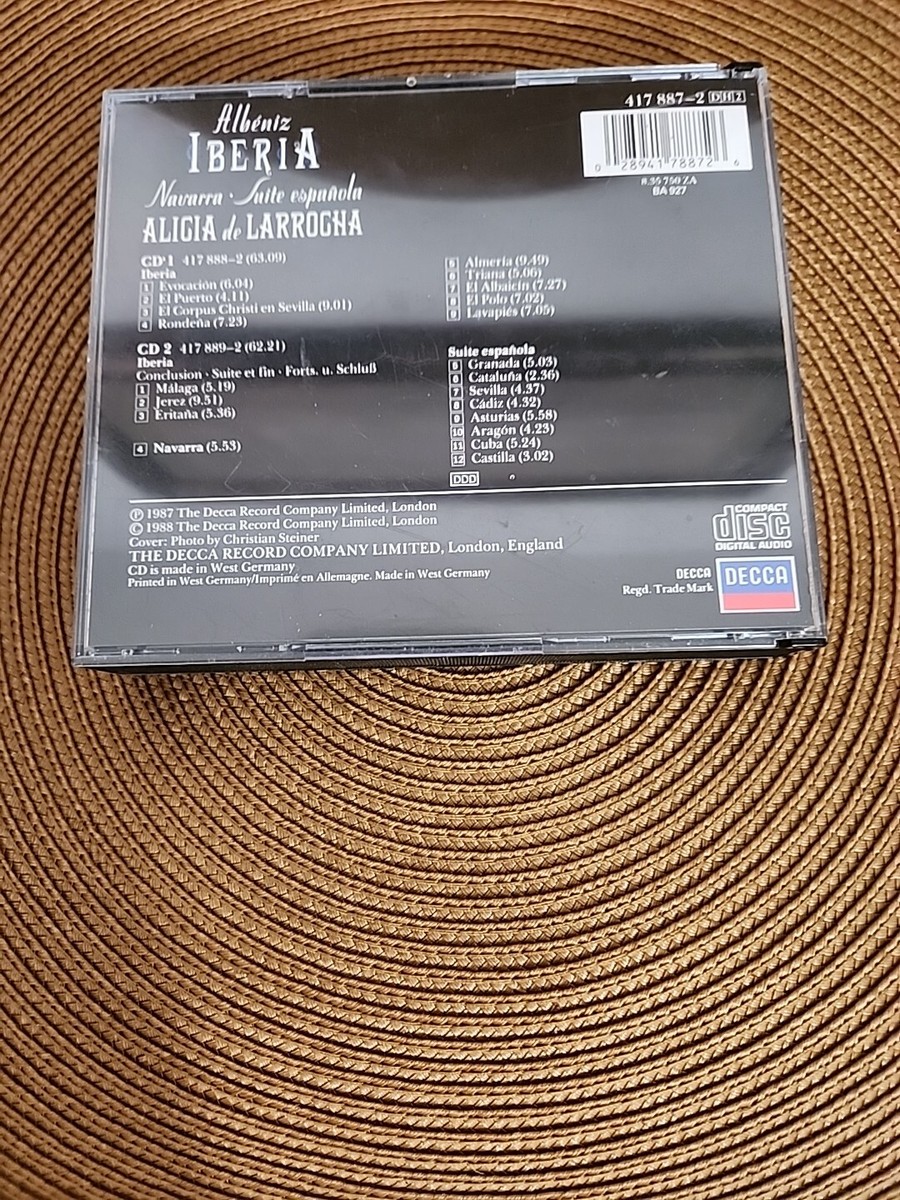 Albéniz
IBERIA
Navarra · Suite española
ALICIA de LARROCHA
417 887-2 DH 2
0 28941 78872 6
BA 927
CD 1 417 888-2 (63.09)
Iberia
1 Evocación (6.04)
2 El Puerto (4.11)
3 El Corpus Christi en Sevilla (9.01)
4 Rondeña (7.23)
5 Almería (9.49)
6 Triana (5.06)
7 El Albaicín (7.27)
8 El Polo (7.02)
9 Lavapiés (7.05)
CD 2 417 889-2 (62.21)
Iberia
Conclusion · Suite et fin · Forts. u. Schluß
1 Málaga (5.19)
2 Jerez (9.51)
3 Eritaña (5.36)
4 Navarra (5.53)
Suite española
5 Granada (5.03)
6 Cataluña (2.36)
7 Sevilla (4.37)
8 Cádiz (4.32)
9 Asturias (5.58)
10 Aragón (4.23)
11 Cuba (5.24)
12 Castilla (3.02)
DDD
Ⓟ 1987 The Decca Record Company Limited, London
© 1988 The Decca Record Company Limited, London
Cover: Photo by Christian Steiner
THE DECCA RECORD COMPANY LIMITED, London, England
CD is made in West Germany
Printed in West Germany/Imprimé en Allemagne. Made in West Germany
COMPACT
disc
DIGITAL AUDIO
DECCA
Regd. Trade Mark
DECCA